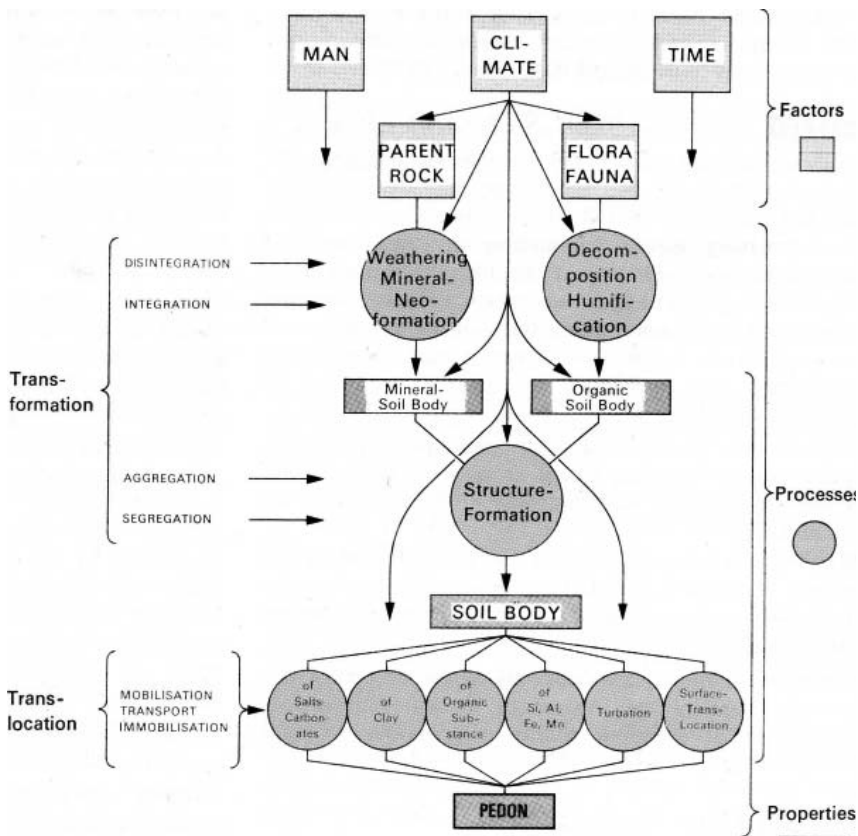 MAN
CLI-
MATE
TIME
Factors
PARENT
ROCK
FLORA
FAUNA
Trans-
formation
DISINTEGRATION
INTEGRATION
AGGREGATION
SEGREGATION
Weathering
Mineral-
Neo-
formation
Decom-
position
Humifi-
cation
Mineral-
Soil Body
Organic
Soil Body
Structure-
Formation
Processes
SOIL BODY
Trans-
location
MOBILISATION
TRANSPORT
IMMOBILISATION
of
Salts
Carbon-
ates
of
Clay
of
Organic
Sub-
stance
of
Si, Al,
Fe, Mn
Turbation
Surface-
Trans-
Location
PEDON
Properties